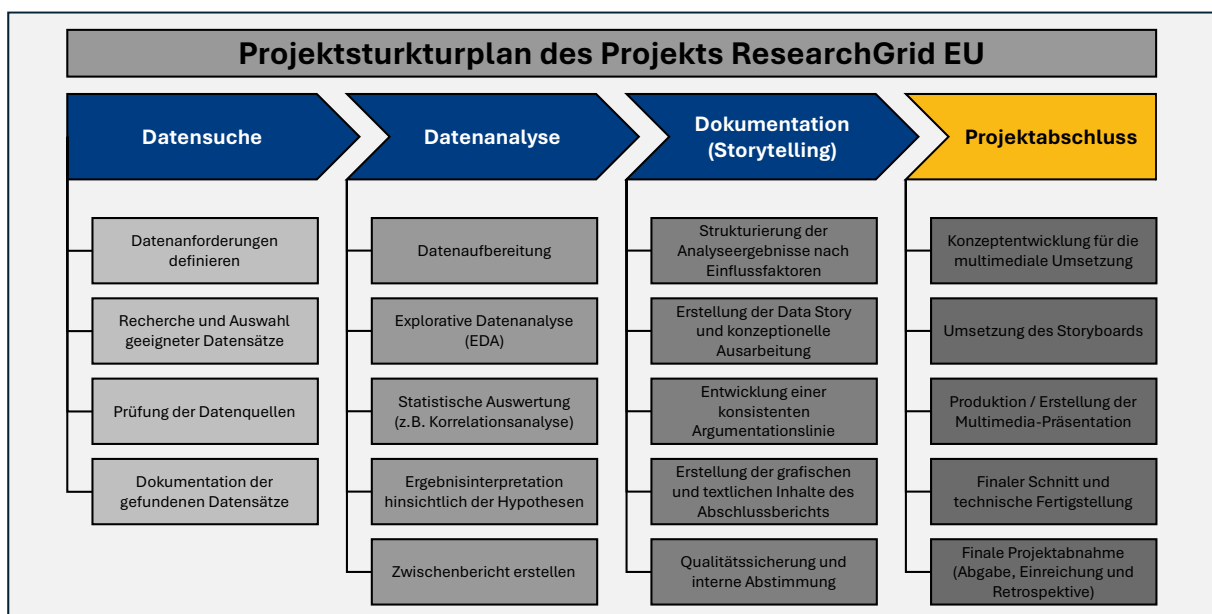 Projektsturkturplan des Projekts ResearchGrid EU
Datensuche
Datenanalyse
Dokumentation
(Storytelling)
Projektabschluss
Datenanforderungen
definieren
Recherche und Auswahl
geeigneter Datensätze
Prüfung der Datenquellen
Dokumentation der
gefundenen Datensätze
Datenaufbereitung
Explorative Datenanalyse
(EDA)
Statistische Auswertung
(z.B. Korrelationsanalyse)
Ergebnisinterpretation
hinsichtlich der Hypothesen
Zwischenbericht erstellen
Strukturierung der
Analyseergebnisse nach
Einflussfaktoren
Erstellung der Data Story
und konzeptionelle
Ausarbeitung
Entwicklung einer
konsistenten
Argumentationslinie
Erstellung der grafischen
und textlichen Inhalte des
Abschlussberichts
Qualitätssicherung und
interne Abstimmung
Konzeptentwicklung für die
multimediale Umsetzung
Umsetzung des Storyboards
Produktion / Erstellung der
Multimedia-Präsentation
Finaler Schnitt und
technische Fertigstellung
Finale Projektabnahme
(Abgabe, Einreichung und
Retrospektive)